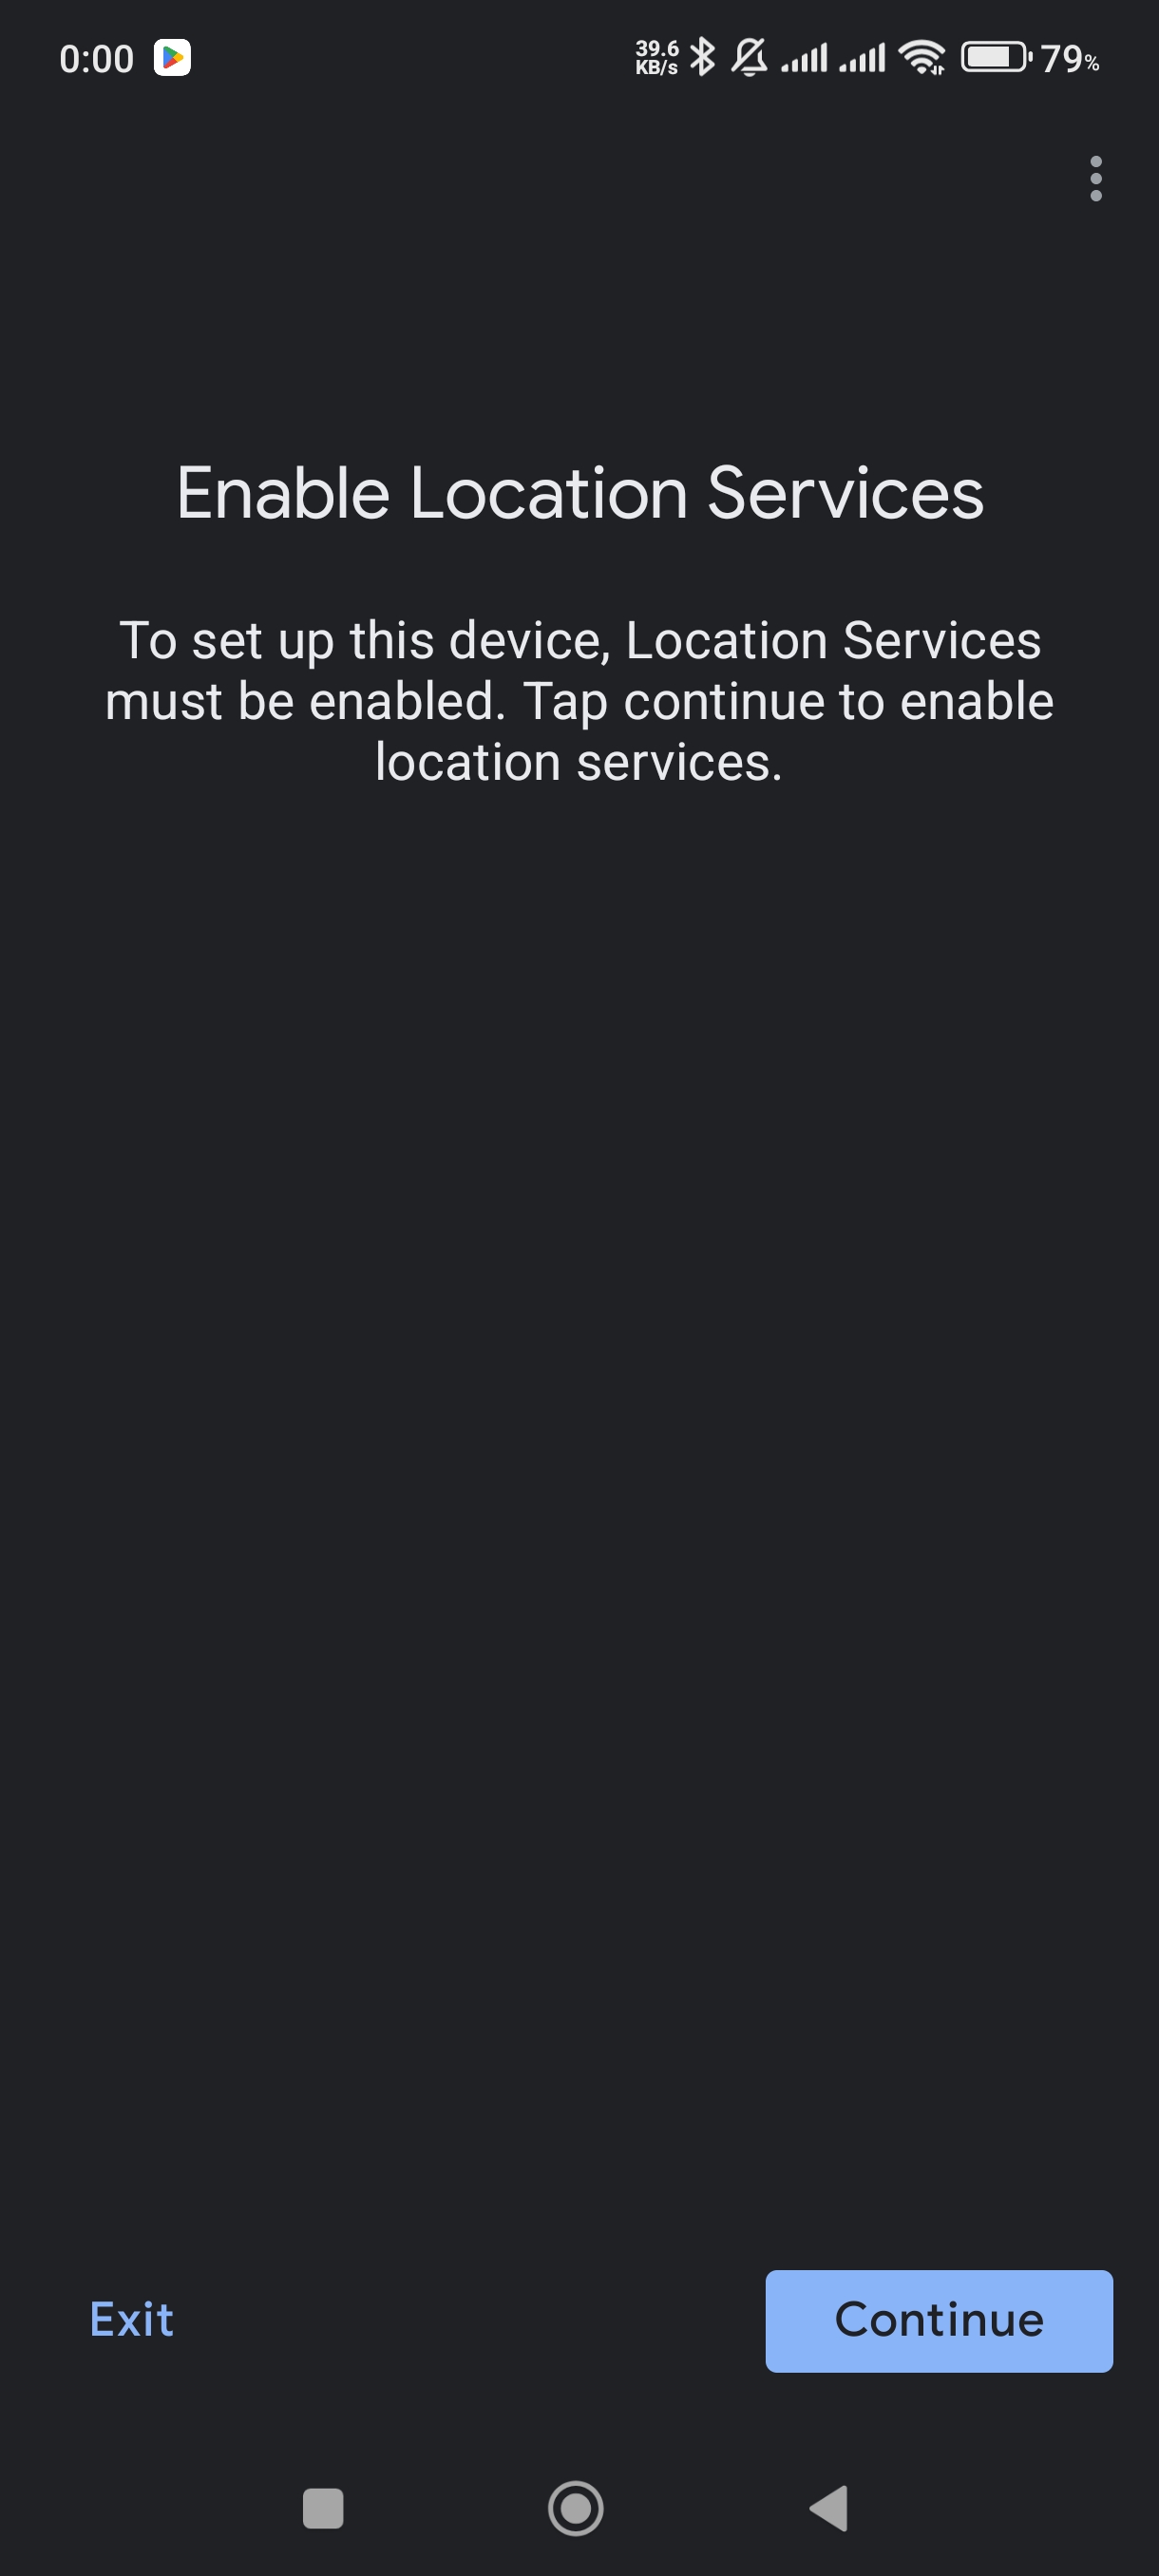 0:00
39.6
KB/s
79%
Enable Location Services
To set up this device, Location Services
must be enabled. Tap continue to enable
location services.
Exit
Continue